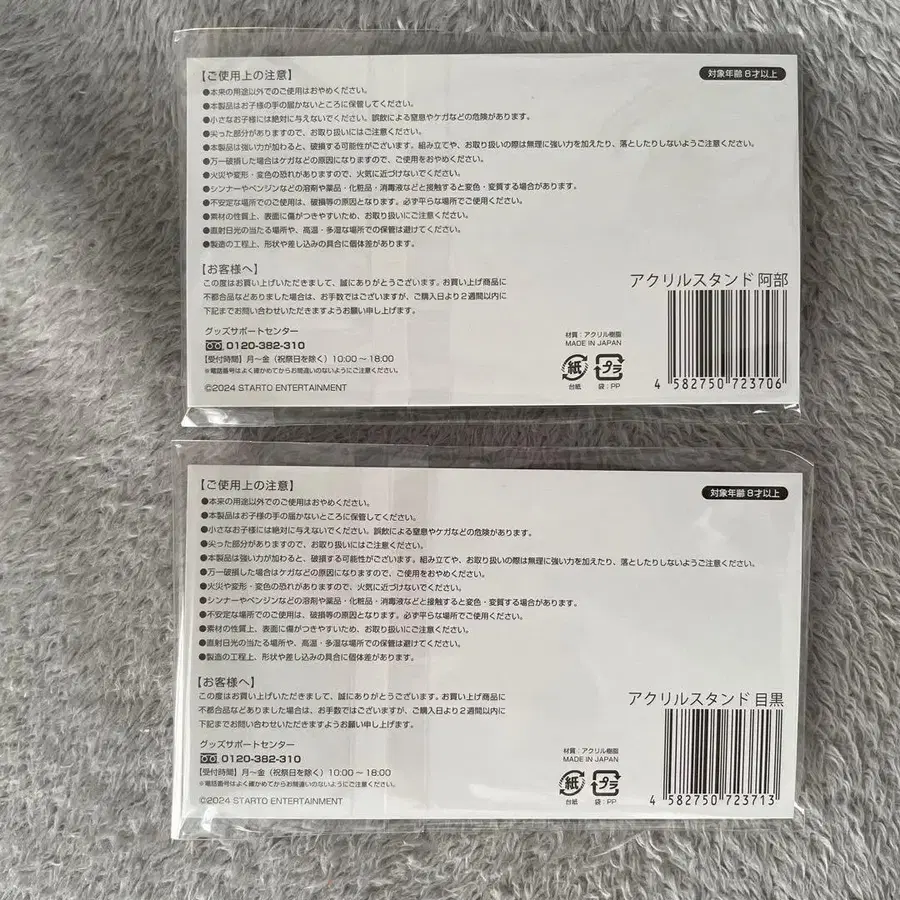 【ご使用上の注意】
対象年齢8才以上
●本来の用途以外でのご使用はおやめください。
●本製品はお子様の手の届かないところに保管してください。
●小さなお子様には絶対に与えないでください。誤飲による窒息やケガなどの危険があります。
●尖った部分がありますので、お取り扱いにはご注意ください。
●本製品は強い力が加わると、破損する可能性がございます。組み立てや、お取り扱いの際は無理に強い力を加えたり、落としたりしないようご注意ください。
●万一破損した場合はケガなどの原因になりますので、ご使用をおやめください。
●火災や変形・変色の恐れがありますので、火気に近づけないでください。
●シンナーやベンジンなどの溶剤や薬品・化粧品・消毒液などと接触すると変色・変質する場合があります。
●不安定な場所でのご使用は、破損等の原因となります。必ず平らな場所でご使用ください。
●素材の性質上、表面に傷がつきやすいため、お取り扱いにご注意ください。
●直射日光の当たる場所や、高温・多湿な場所での保管は避けてください。
●製造の工程上、形状や差し込みの具合に個体差があります。
【お客様へ】
この度はお買い上げいただきまして、誠にありがとうございます。お買い上げ商品に
不都合品などありました場合は、お手数ではございますが、ご購入日より2週間以内に
下記までお問い合わせいただきますようお願い申し上げます。
アクリルスタンド 阿部
グッズサポートセンター
0120-382-310
【受付時間】月〜金（祝祭日を除く）10:00〜18:00
※電話番号はよく確かめてからお間違いのないようにご注意ください。
©2024 STARTO ENTERTAINMENT
材質：アクリル樹脂
MADE IN JAPAN
紙 プラ
台紙 袋：PP
4 582750 723706
【ご使用上の注意】
対象年齢8才以上
●本来の用途以外でのご使用はおやめください。
●本製品はお子様の手の届かないところに保管してください。
●小さなお子様には絶対に与えないでください。誤飲による窒息やケガなどの危険があります。
●尖った部分がありますので、お取り扱いにはご注意ください。
●本製品は強い力が加わると、破損する可能性がございます。組み立てや、お取り扱いの際は無理に強い力を加えたり、落としたりしないようご注意ください。
●万一破損した場合はケガなどの原因になりますので、ご使用をおやめください。
●火災や変形・変色の恐れがありますので、火気に近づけないでください。
●シンナーやベンジンなどの溶剤や薬品・化粧品・消毒液などと接触すると変色・変質する場合があります。
●不安定な場所でのご使用は、破損等の原因となります。必ず平らな場所でご使用ください。
●素材の性質上、表面に傷がつきやすいため、お取り扱いにご注意ください。
●直射日光の当たる場所や、高温・多湿な場所での保管は避けてください。
●製造の工程上、形状や差し込みの具合に個体差があります。
【お客様へ】
この度はお買い上げいただきまして、誠にありがとうございます。お買い上げ商品に
不都合品などありました場合は、お手数ではございますが、ご購入日より2週間以内に
下記までお問い合わせいただきますようお願い申し上げます。
アクリルスタンド 目黒
グッズサポートセンター
0120-382-310
【受付時間】月〜金（祝祭日を除く）10:00〜18:00
※電話番号はよく確かめてからお間違いのないようにご注意ください。
©2024 STARTO ENTERTAINMENT
材質：アクリル樹脂
MADE IN JAPAN
紙 プラ
台紙 袋：PP
4 582750 723713